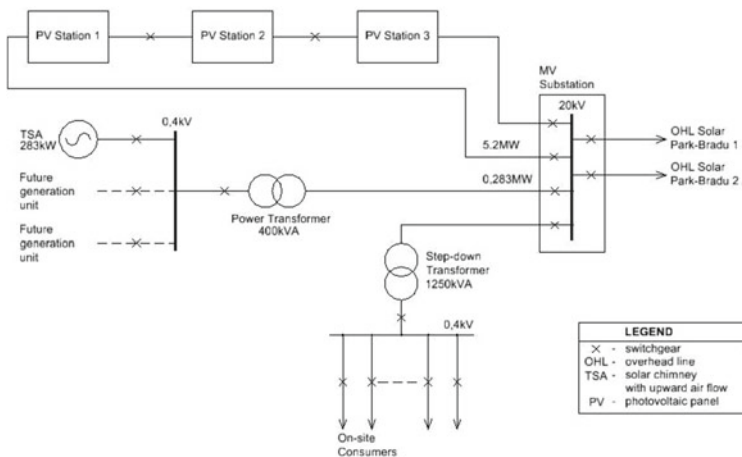 PV Station 1
PV Station 2
PV Station 3
MV
Substation
20kV
TSA
283kW
0,4kV
5.2MW
OHL Solar
Park-Bradu 1
OHL Solar
Park-Bradu 2
Future
generation
unit
0,283MW
Power Transformer
400kVA
Future
generation
unit
Step-down
Transformer
1250kVA
0,4kV
On-site
Consumers
LEGEND
X - switchgear
OHL - overhead line
TSA - solar chimney
with upward air flow
PV - photovoltaic panel